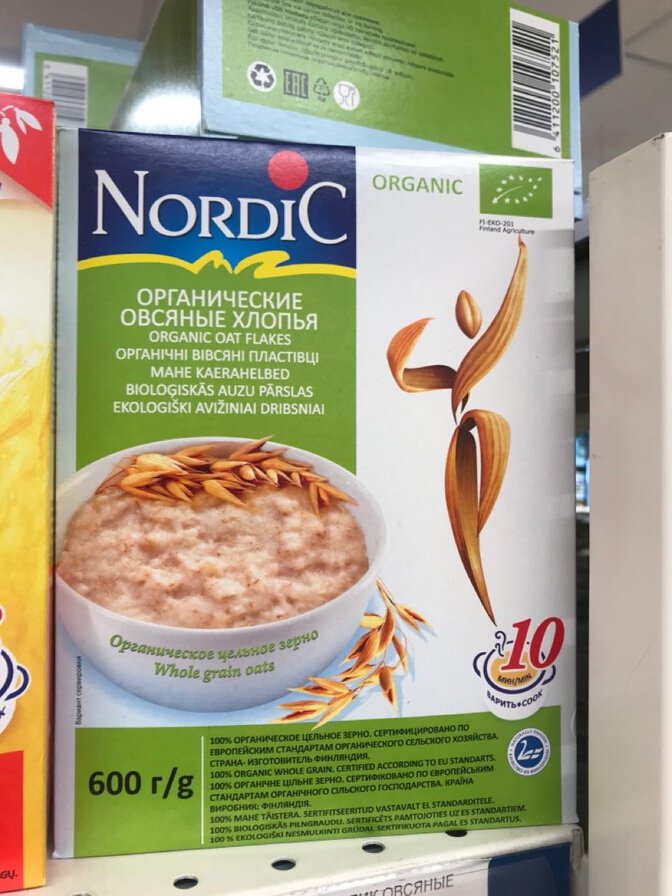 EAC
6 411200 107521
NORDIC
ORGANIC
FI-EKO-201
Finland Agriculture
ОРГАНИЧЕСКИЕ
ОВСЯНЫЕ ХЛОПЬЯ
ORGANIC OAT FLAKES
ОРГАНІЧНІ ВІВСЯНІ ПЛАСТІВЦІ
MAHE KAERAHELBED
BIOLOĢISKĀS AUZU PĀRSLAS
EKOLOGIŠKI AVIŽINIAI DRIBSNIAI
Органическое цельное зерно
Whole grain oats
Вариант сервировки
7-10
МИН/MIN
ВАРИТЬ•COOK
600 г/g
100% ОРГАНИЧЕСКОЕ ЦЕЛЬНОЕ ЗЕРНО. СЕРТИФИЦИРОВАНО ПО
ЕВРОПЕЙСКИМ СТАНДАРТАМ ОРГАНИЧЕСКОГО СЕЛЬСКОГО ХОЗЯЙСТВА.
СТРАНА- ИЗГОТОВИТЕЛЬ ФИНЛЯНДИЯ.
100% ORGANIC WHOLE GRAIN. CERTIFIED ACCORDING TO EU STANDARTS.
100% ОРГАНІЧНЕ ЦІЛЬНЕ ЗЕРНО. СЕРТИФІКОВАНО ПО ЄВРОПЕЙСЬКИМ
СТАНДАРТАМ ОРГАНІЧНОГО СІЛЬСЬКОГО ГОСПОДАРСТВА. КРАЇНА
ВИРОБНИК: ФІНЛЯНДІЯ.
100% MAHE TÄISTERA. SERTIFITSEERITUD VASTAVALT EL STANDARDITELE.
100% BIOLOĢISKĀS PILNGRAUDU. SERTIFICĒTS PAMATOJOTIES UZ ES STANDARTIEM.
100 % EKOLOGIŠKI NESMULKINTI GRŪDAI, SERTIFIKUOTA PAGAL ES STANDARTUS.
ОВСЯНЫЕ